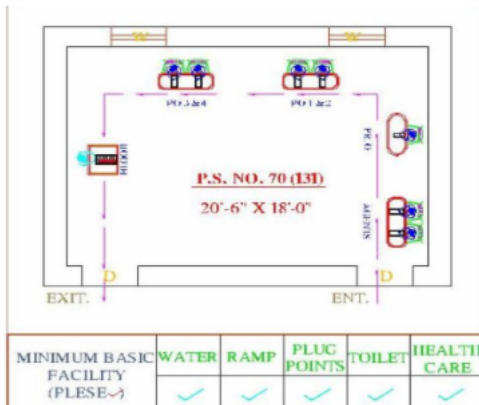 W
W
PO 3&4
PO 1&2
PR.O
BOOTH
P.S. NO. 70 (131)
20'-6" X 18'-0"
AGENTS
D
D
EXIT.
ENT.
MINIMUM BASIC FACILITY (PLESE✓)
WATER
RAMP
PLUG POINTS
TOILET
HEALTH CARE